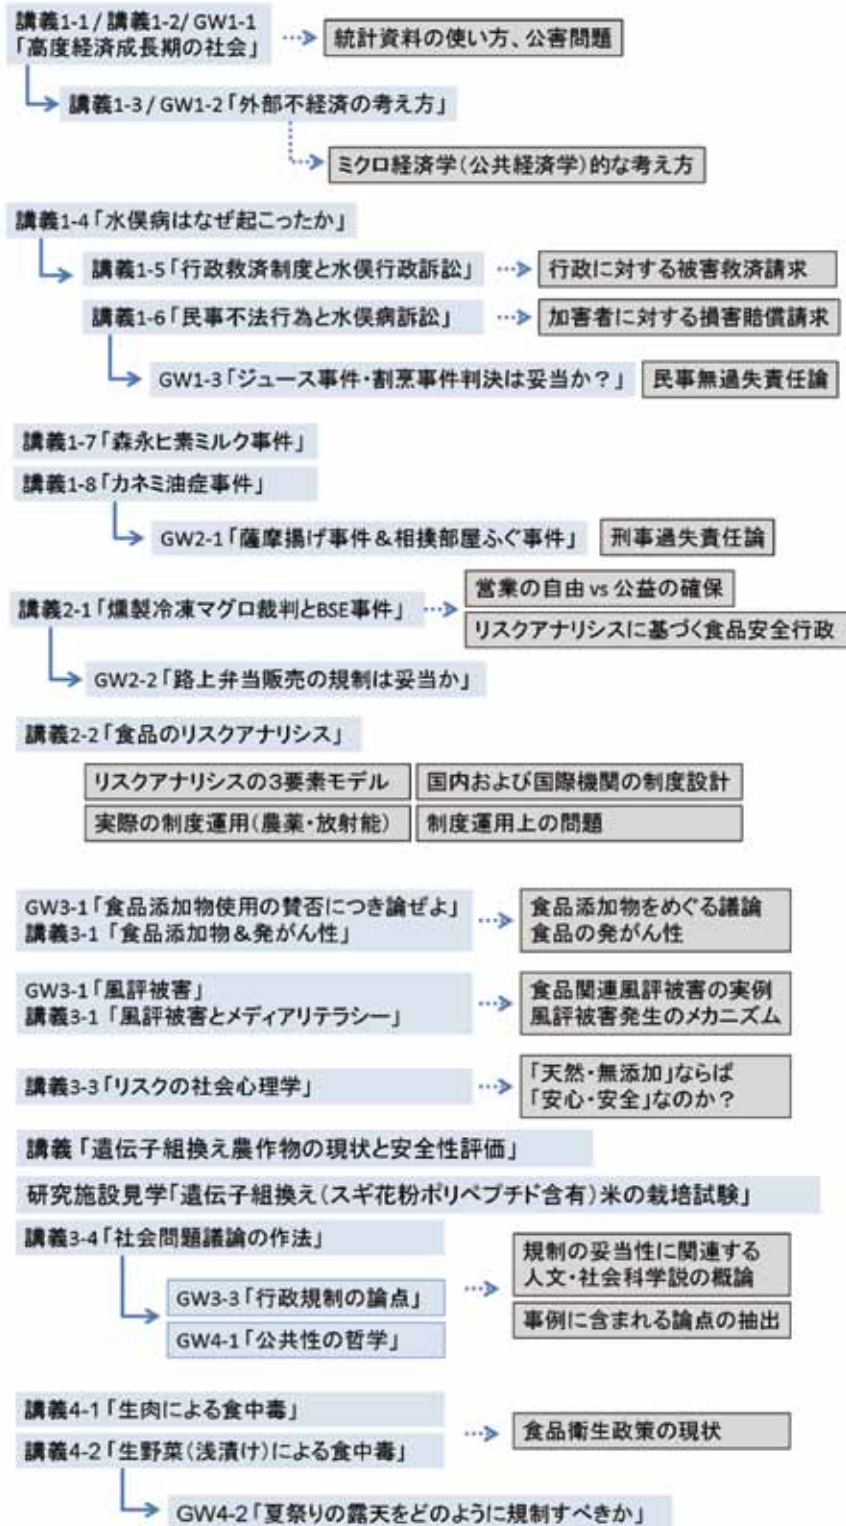 講義1-1 / 講義1-2/ GW1-1
「高度経済成長期の社会」
統計資料の使い方、公害問題
講義1-3 / GW1-2「外部不経済の考え方」
ミクロ経済学(公共経済学)的な考え方
講義1-4「水俣病はなぜ起こったか」
講義1-5「行政救済制度と水俣行政訴訟」
行政に対する被害救済請求
講義1-6「民事不法行為と水俣病訴訟」
加害者に対する損害賠償請求
GW1-3「ジュース事件・割烹事件判決は妥当か?」
民事無過失責任論
講義1-7「森永ヒ素ミルク事件」
講義1-8「カネミ油症事件」
GW2-1「薩摩揚げ事件&相撲部屋ふぐ事件」
刑事過失責任論
講義2-1「燻製冷凍マグロ裁判とBSE事件」
営業の自由 vs 公益の確保
リスクアナリシスに基づく食品安全行政
GW2-2「路上弁当販売の規制は妥当か」
講義2-2「食品のリスクアナリシス」
リスクアナリシスの3要素モデル
国内および国際機関の制度設計
実際の制度運用(農薬・放射能)
制度運用上の問題
GW3-1「食品添加物使用の賛否につき論ぜよ」
講義3-1「食品添加物&発がん性」
食品添加物をめぐる議論
食品の発がん性
GW3-1「風評被害」
講義3-1「風評被害とメディアリテラシー」
食品関連風評被害の実例
風評被害発生のメカニズム
講義3-3「リスクの社会心理学」
「天然・無添加」ならば
「安心・安全」なのか?
講義「遺伝子組換え農作物の現状と安全性評価」
研究施設見学「遺伝子組換え(スギ花粉ポリペプチド含有)米の栽培試験」
講義3-4「社会問題議論の作法」
GW3-3「行政規制の論点」
GW4-1「公共性の哲学」
規制の妥当性に関連する
人文・社会科学説の概論
事例に含まれる論点の抽出
講義4-1「生肉による食中毒」
講義4-2「生野菜(浅漬け)による食中毒」
食品衛生政策の現状
GW4-2「夏祭りの露天をどのように規制すべきか」